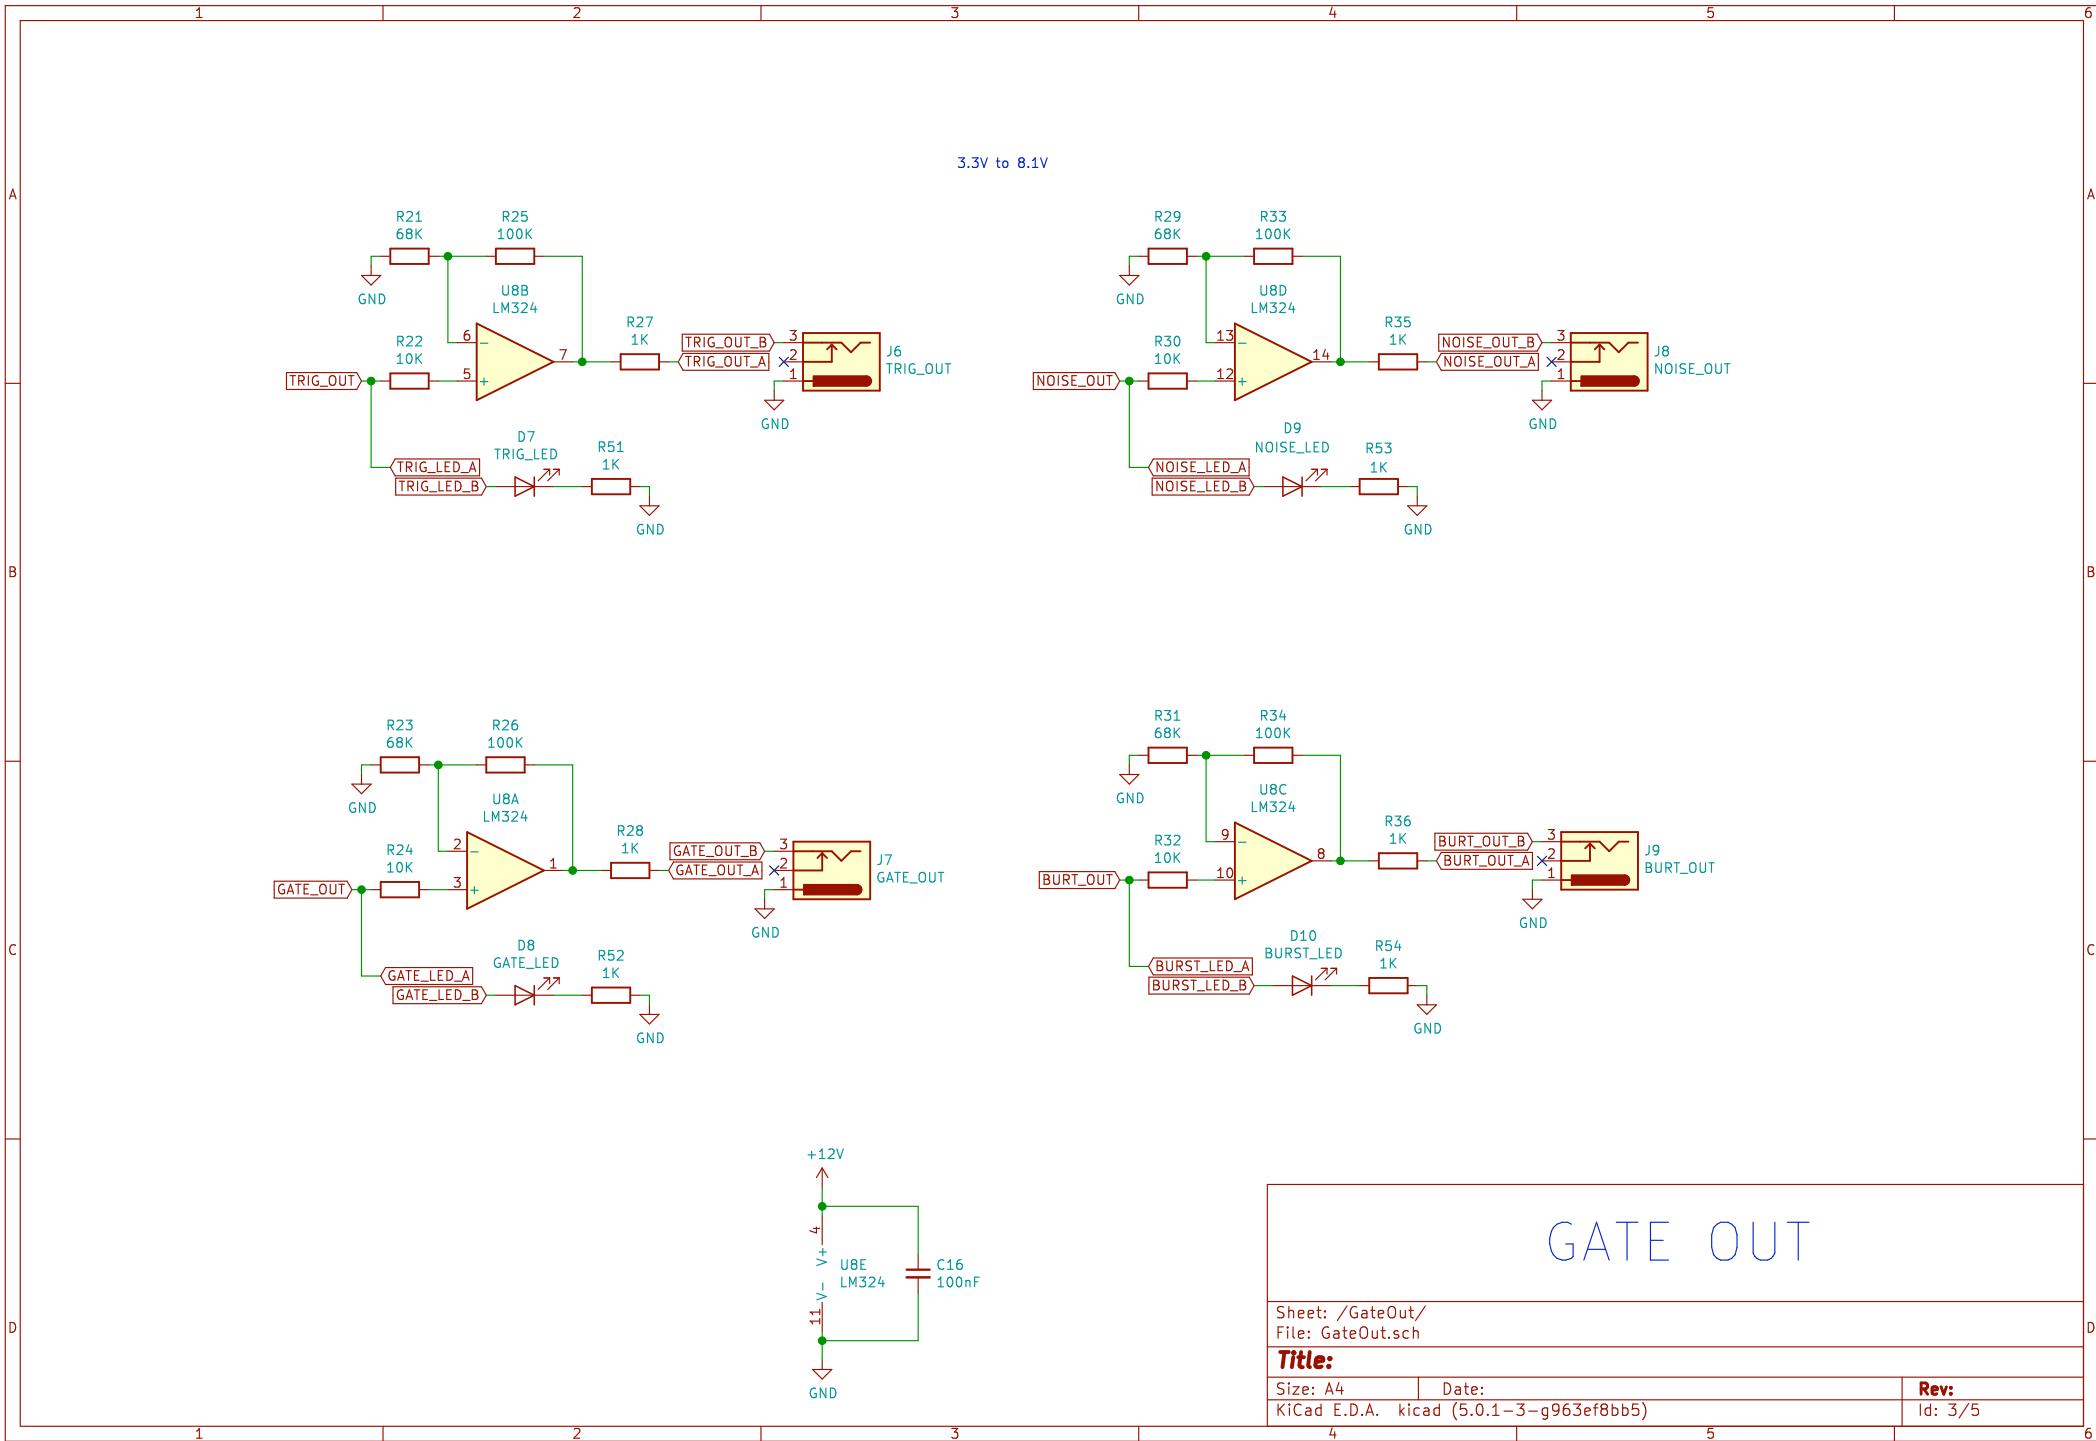 1 2 3 4 5 6
3.3V to 8.1V
A A
R21
68K
R25
100K
GND
U8B
LM324
R22
10K
TRIG_OUT
6
5
7
−
+
R27
1K
TRIG_OUT_B
TRIG_OUT_A
3
2
1
J6
TRIG_OUT
GND
TRIG_LED_A
TRIG_LED_B
D7
TRIG_LED
R51
1K
GND
R29
68K
R33
100K
GND
U8D
LM324
R30
10K
NOISE_OUT
13
12
14
−
+
R35
1K
NOISE_OUT_B
NOISE_OUT_A
3
2
1
J8
NOISE_OUT
GND
NOISE_LED_A
NOISE_LED_B
D9
NOISE_LED
R53
1K
GND
B B
R23
68K
R26
100K
GND
U8A
LM324
R24
10K
GATE_OUT
2
3
1
−
+
R28
1K
GATE_OUT_B
GATE_OUT_A
3
2
1
J7
GATE_OUT
GND
GATE_LED_A
GATE_LED_B
D8
GATE_LED
R52
1K
GND
R31
68K
R34
100K
GND
U8C
LM324
R32
10K
BURT_OUT
9
10
8
−
+
R36
1K
BURT_OUT_B
BURT_OUT_A
3
2
1
J9
BURT_OUT
GND
BURST_LED_A
BURST_LED_B
D10
BURST_LED
R54
1K
GND
C C
+12V
4
V+
U8E
LM324
V−
11
C16
100nF
GND
D D
GATE OUT
Sheet: /GateOut/
File: GateOut.sch
Title:
Size: A4 Date: Rev:
KiCad E.D.A. kicad (5.0.1−3−g963ef8bb5) Id: 3/5
1 2 3 4 5 6